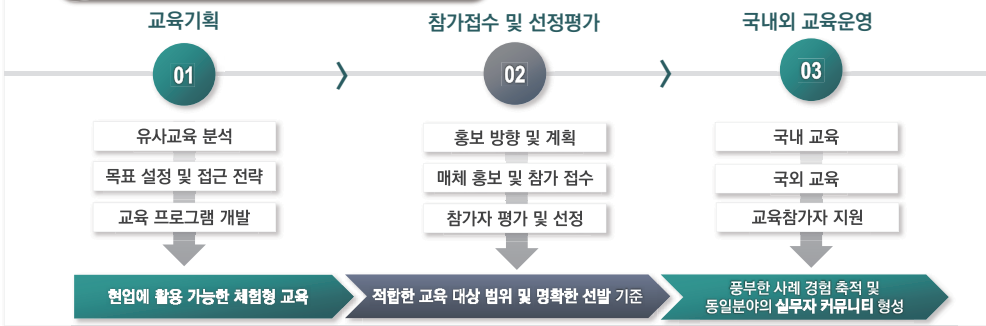 교육기획
01
유사교육 분석
목표 설정 및 접근 전략
교육 프로그램 개발
현업에 활용 가능한 체험형 교육
참가접수 및 선정평가
02
홍보 방향 및 계획
매체 홍보 및 참가 접수
참가자 평가 및 선정
적합한 교육 대상 범위 및 명확한 선발 기준
국내외 교육운영
03
국내 교육
국외 교육
교육참가자 지원
풍부한 사례 경험 축적 및
동일분야의 실무자 커뮤니티 형성